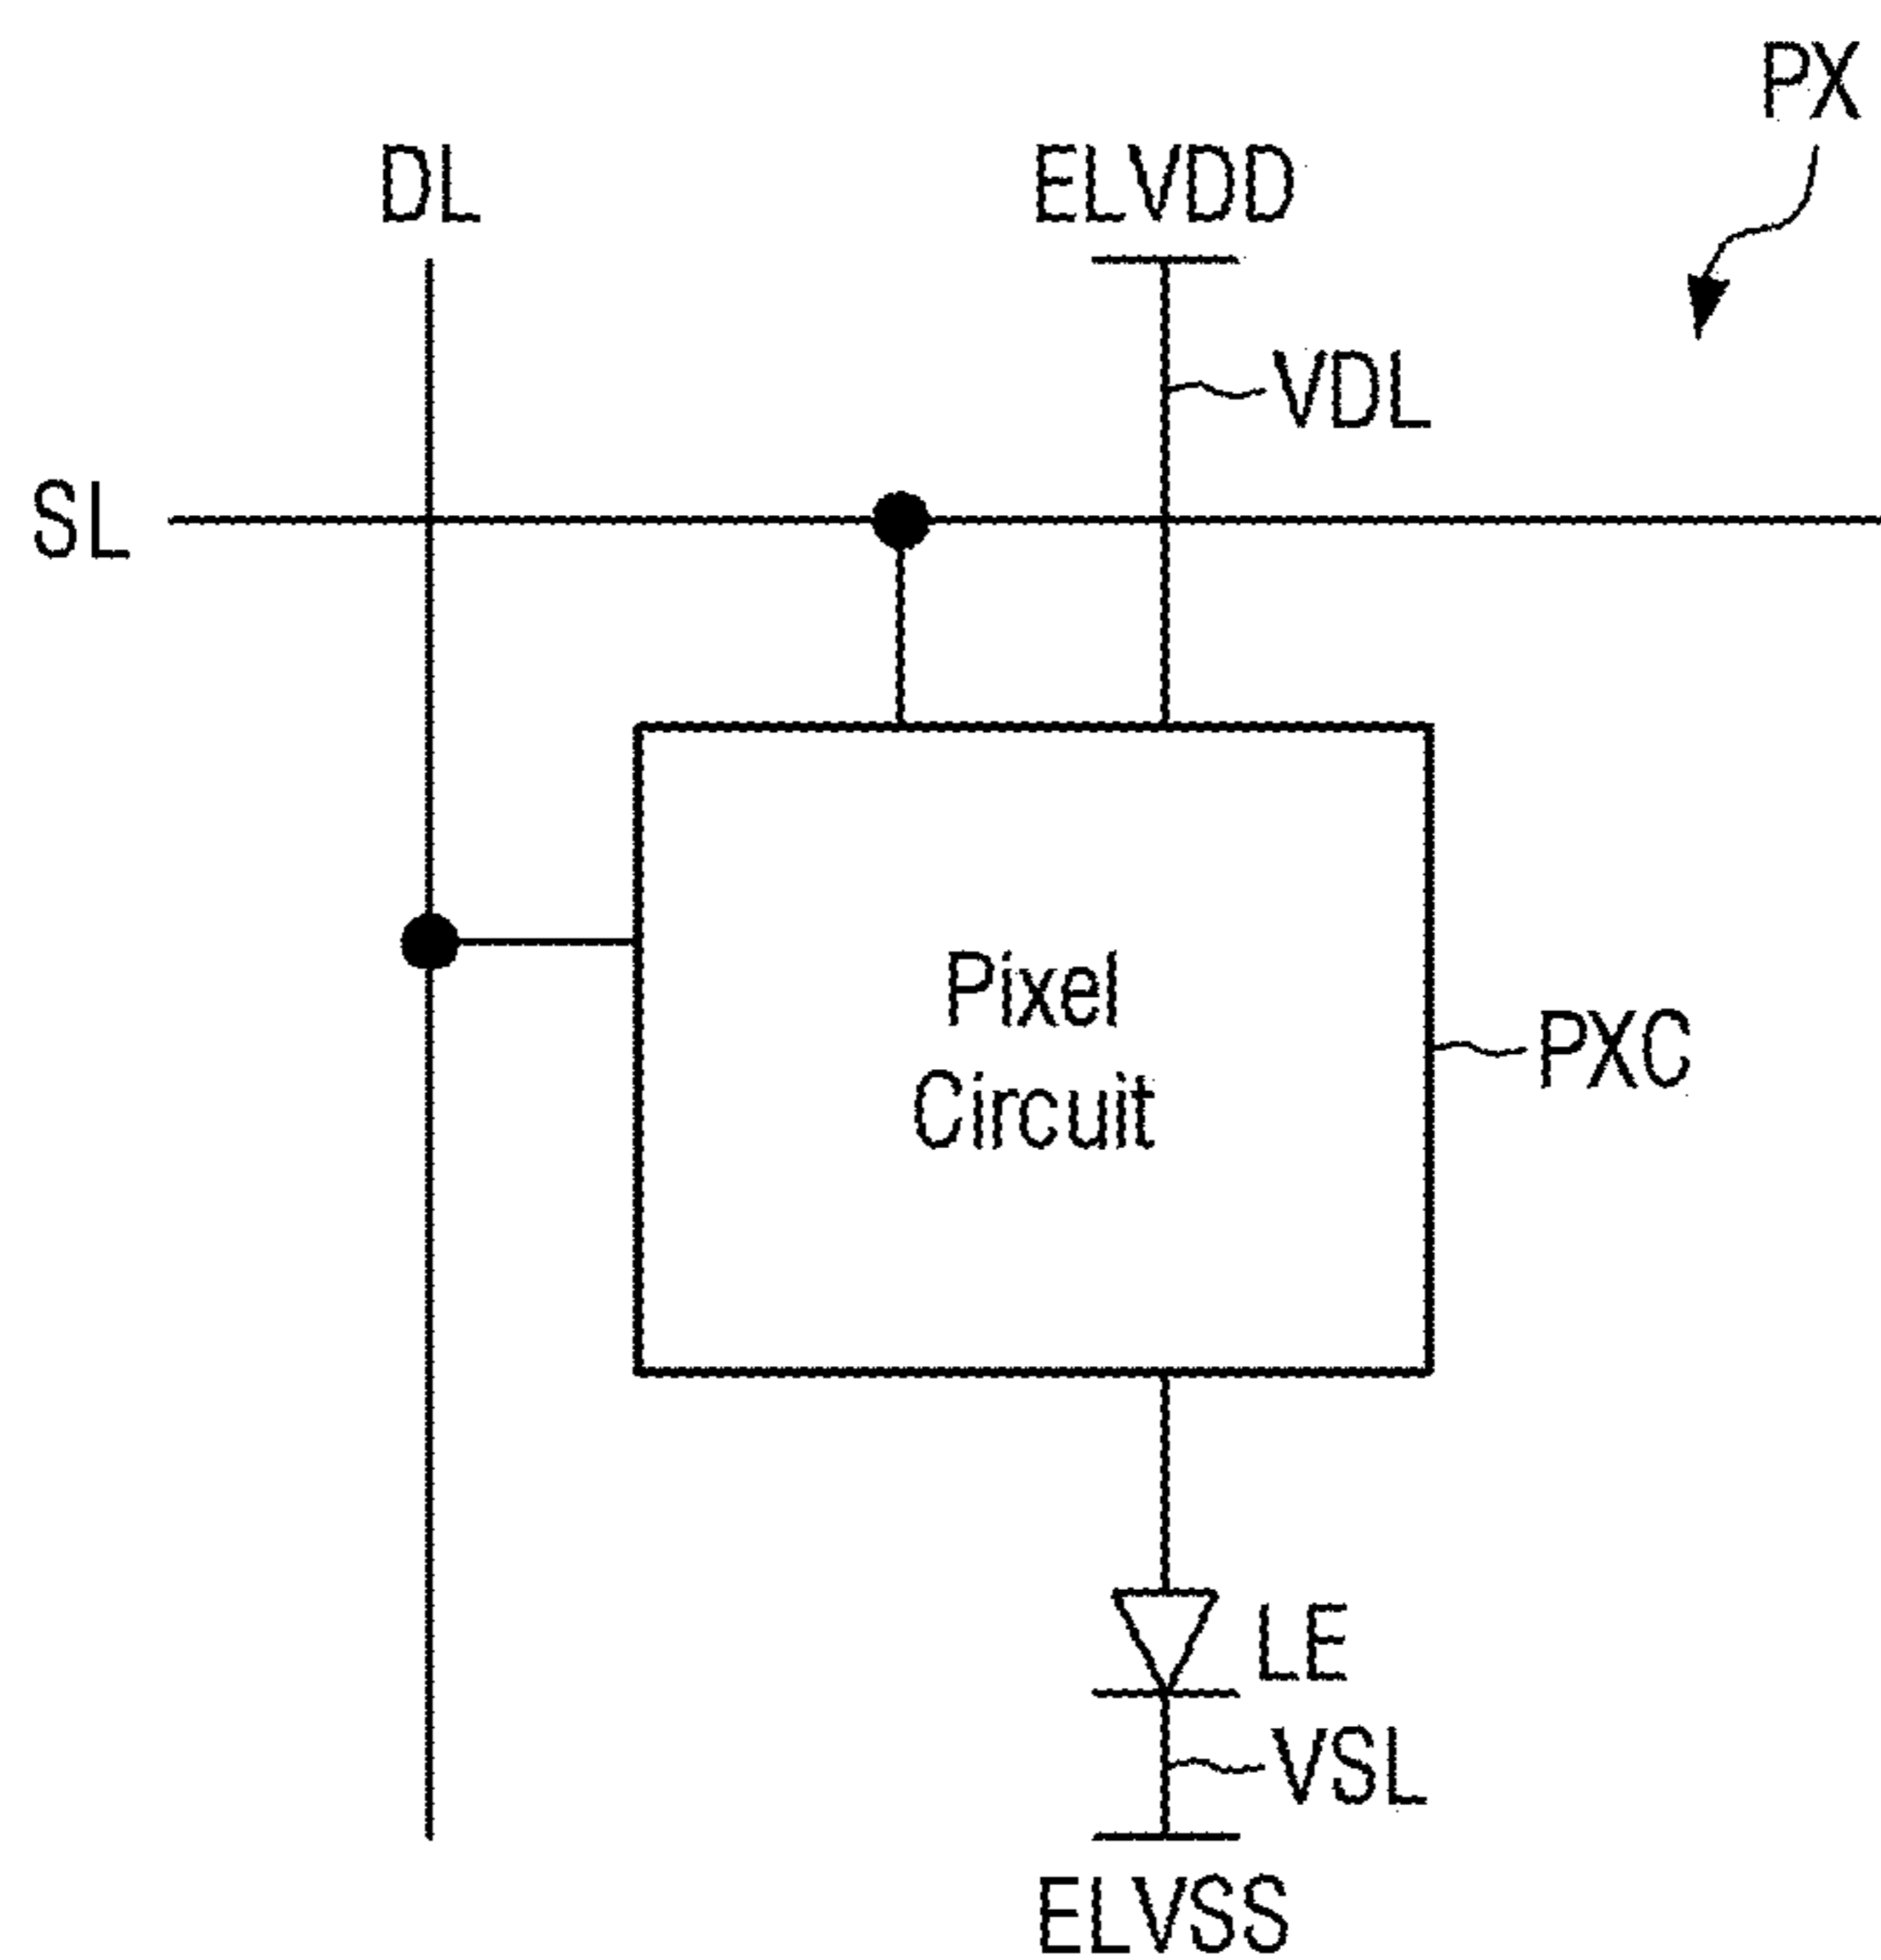 PX
DL
ELVDD
VDL
SL
Pixel
Circuit
PXC
LE
VSL
ELVSS